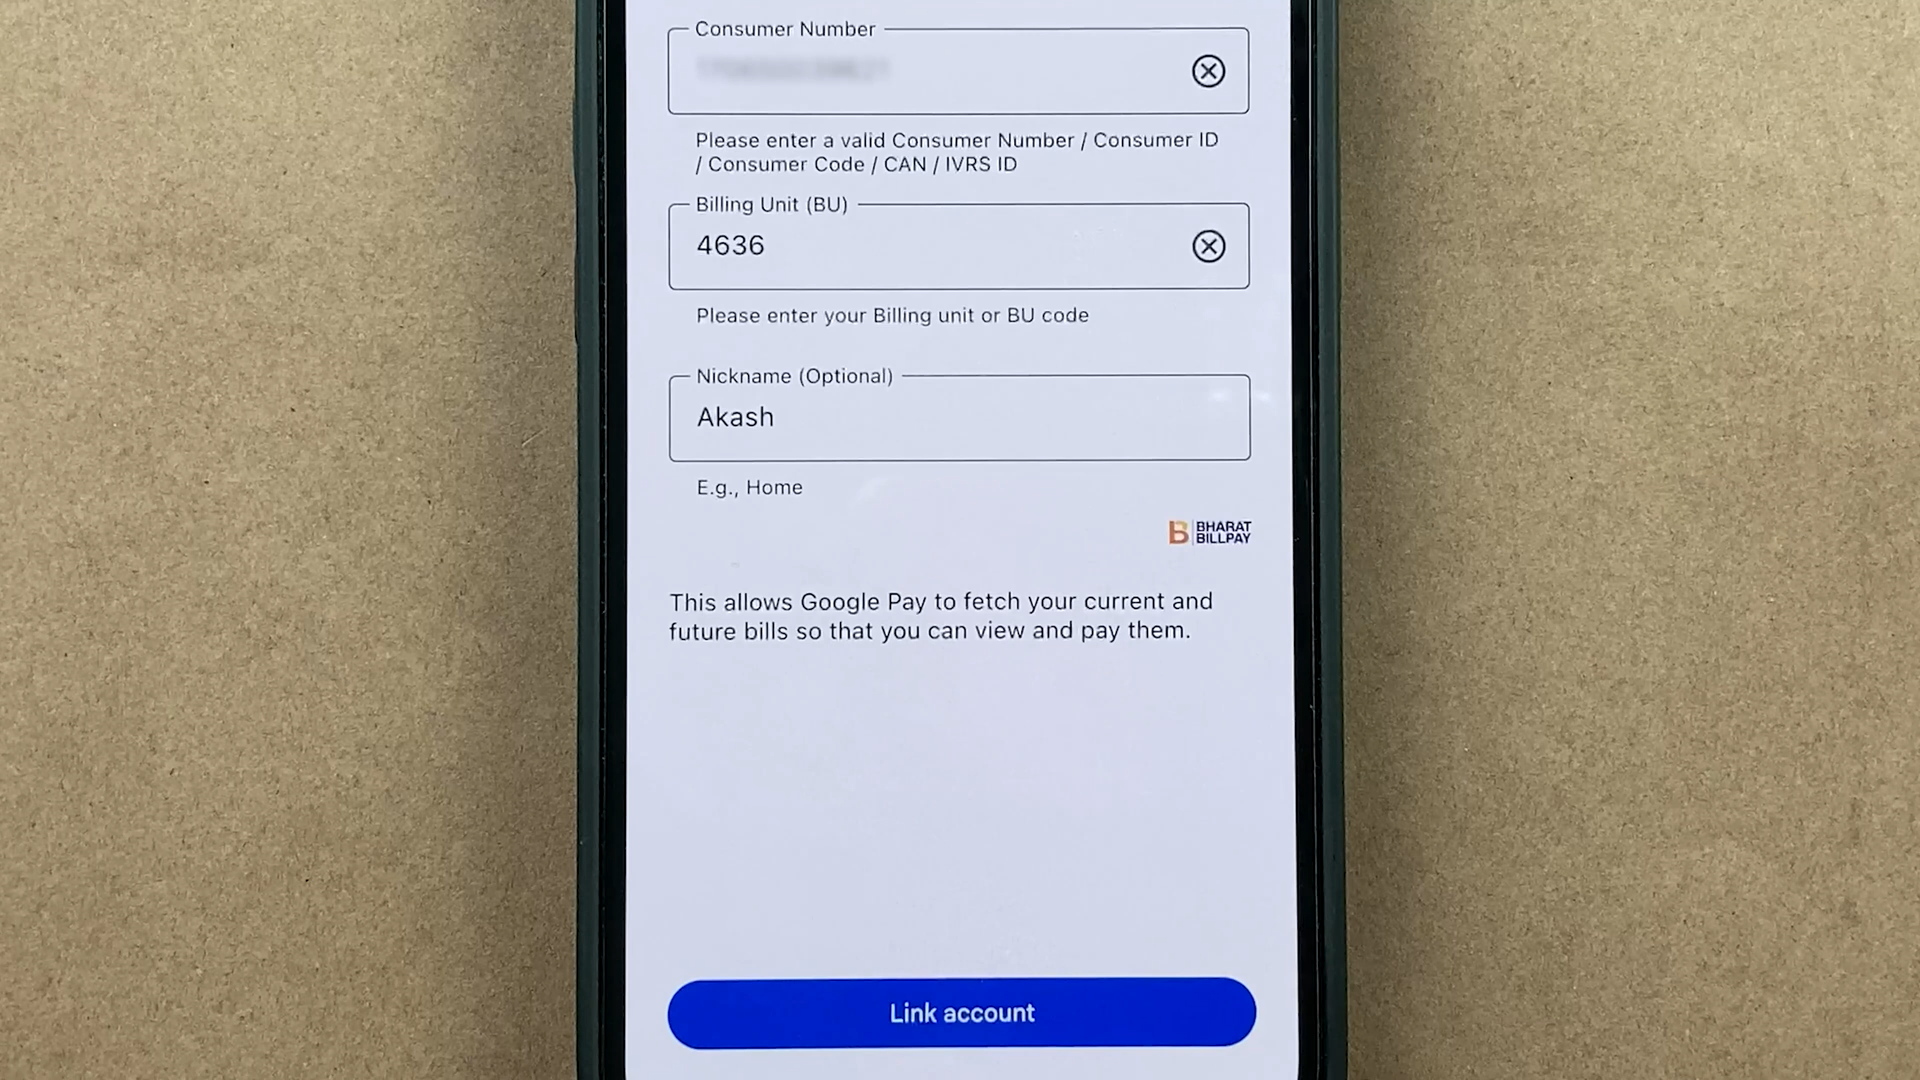 Consumer Number
Please enter a valid Consumer Number / Consumer ID
/ Consumer Code / CAN / IVRS ID
Billing Unit (BU)
4636
Please enter your Billing unit or BU code
Nickname (Optional)
Akash
E.g., Home
BHARAT
BILLPAY
This allows Google Pay to fetch your current and
future bills so that you can view and pay them.
Link account